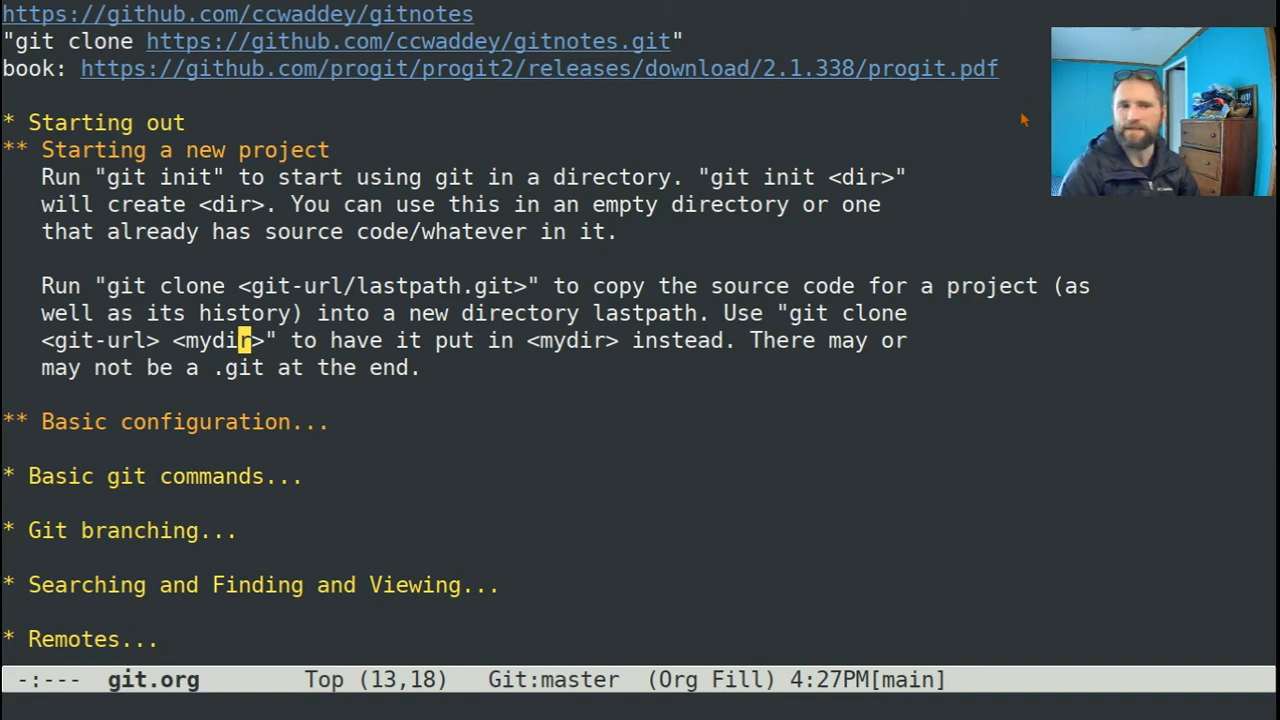 https://github.com/ccwaddey/gitnotes
"git clone https://github.com/ccwaddey/gitnotes.git"
book: https://github.com/progit/progit2/releases/download/2.1.338/progit.pdf
* Starting out
** Starting a new project
Run "git init" to start using git in a directory. "git init <dir>"
will create <dir>. You can use this in an empty directory or one
that already has source code/whatever in it.
Run "git clone <git-url/lastpath.git>" to copy the source code for a project (as
well as its history) into a new directory lastpath. Use "git clone
<git-url> <mydir>" to have it put in <mydir> instead. There may or
may not be a .git at the end.
** Basic configuration...
* Basic git commands...
* Git branching...
* Searching and Finding and Viewing...
* Remotes...
-:--- git.org Top (13,18) Git:master (Org Fill) 4:27PM[main]